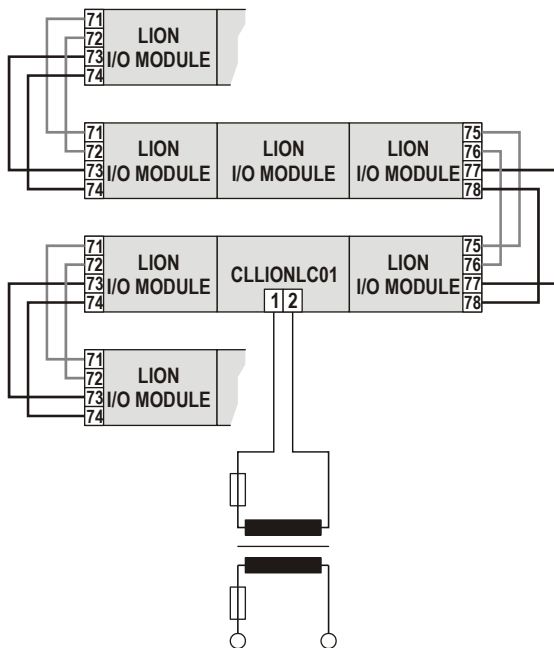 71
72
73
74
LION
I/O MODULE
71
72
73
74
LION
I/O MODULE
LION
I/O MODULE
LION
I/O MODULE
75
76
77
78
71
72
73
74
LION
I/O MODULE
CLLIONLC01
1 2
LION
I/O MODULE
75
76
77
78
71
72
73
74
LION
I/O MODULE